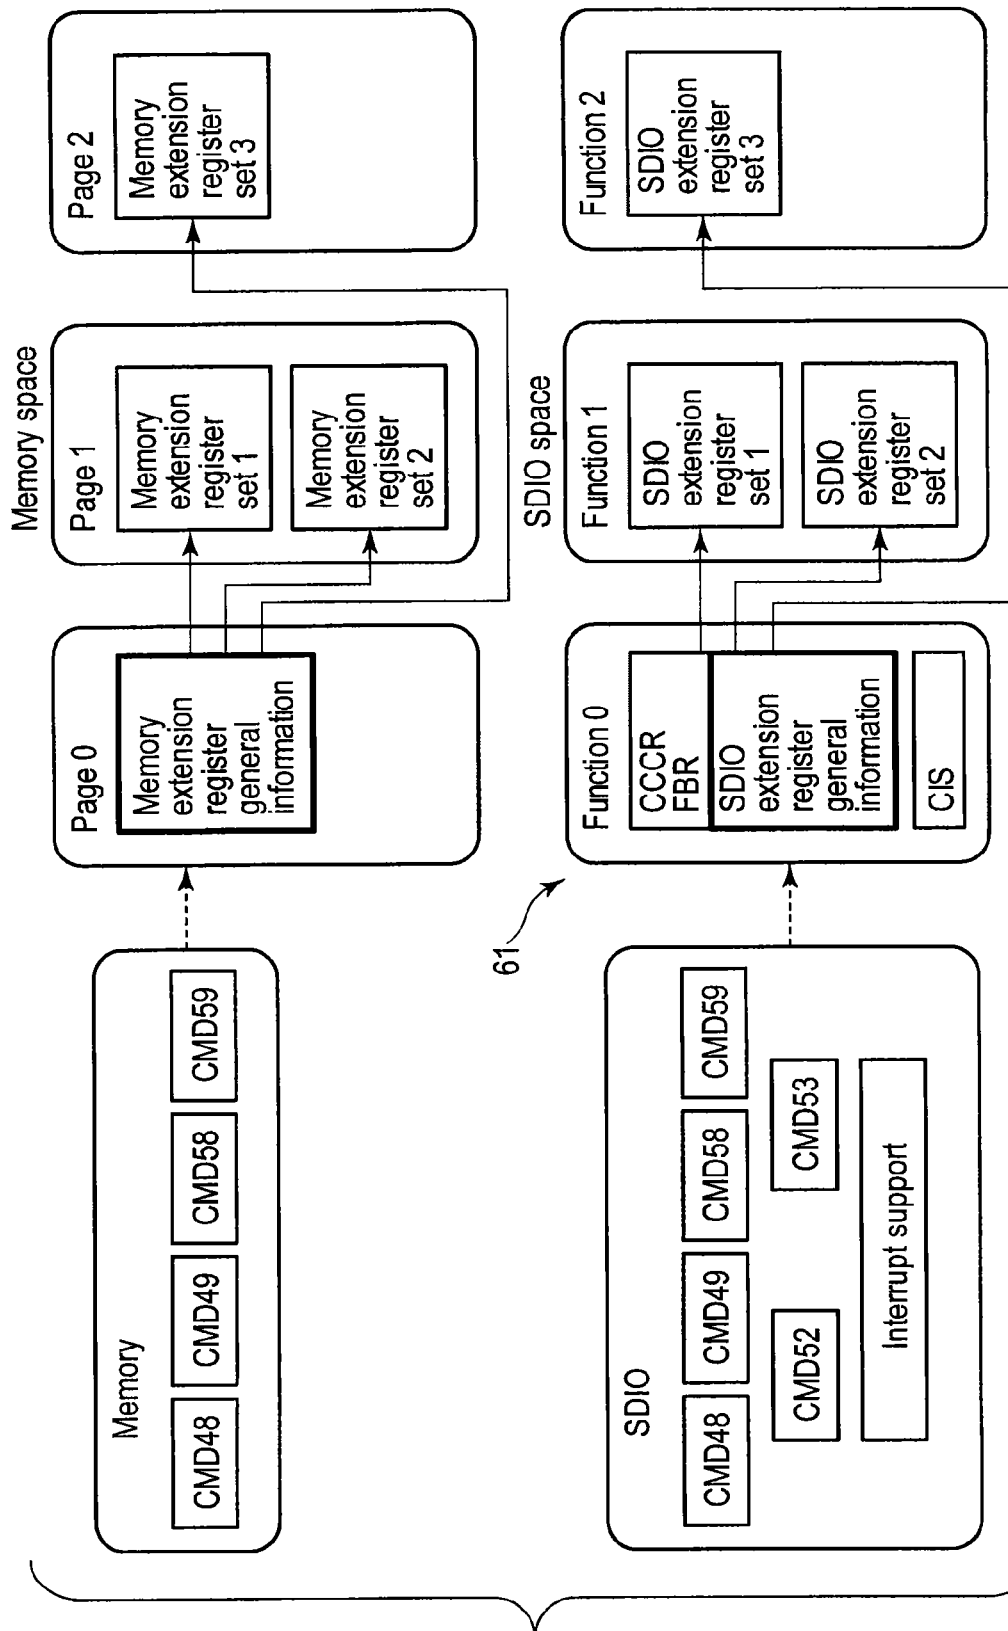 Memory space
Memory
CMD48
CMD49
CMD58
CMD59
Page 0
Memory
extension
register
general
information
Page 1
Memory
extension
register
set 1
Memory
extension
register
set 2
Page 2
Memory
extension
register
set 3
61
SDIO space
SDIO
CMD48
CMD49
CMD58
CMD59
CMD52
CMD53
Interrupt support
Function 0
CCCR
FBR
SDIO
extension
register
general
information
CIS
Function 1
SDIO
extension
register
set 1
SDIO
extension
register
set 2
Function 2
SDIO
extension
register
set 3